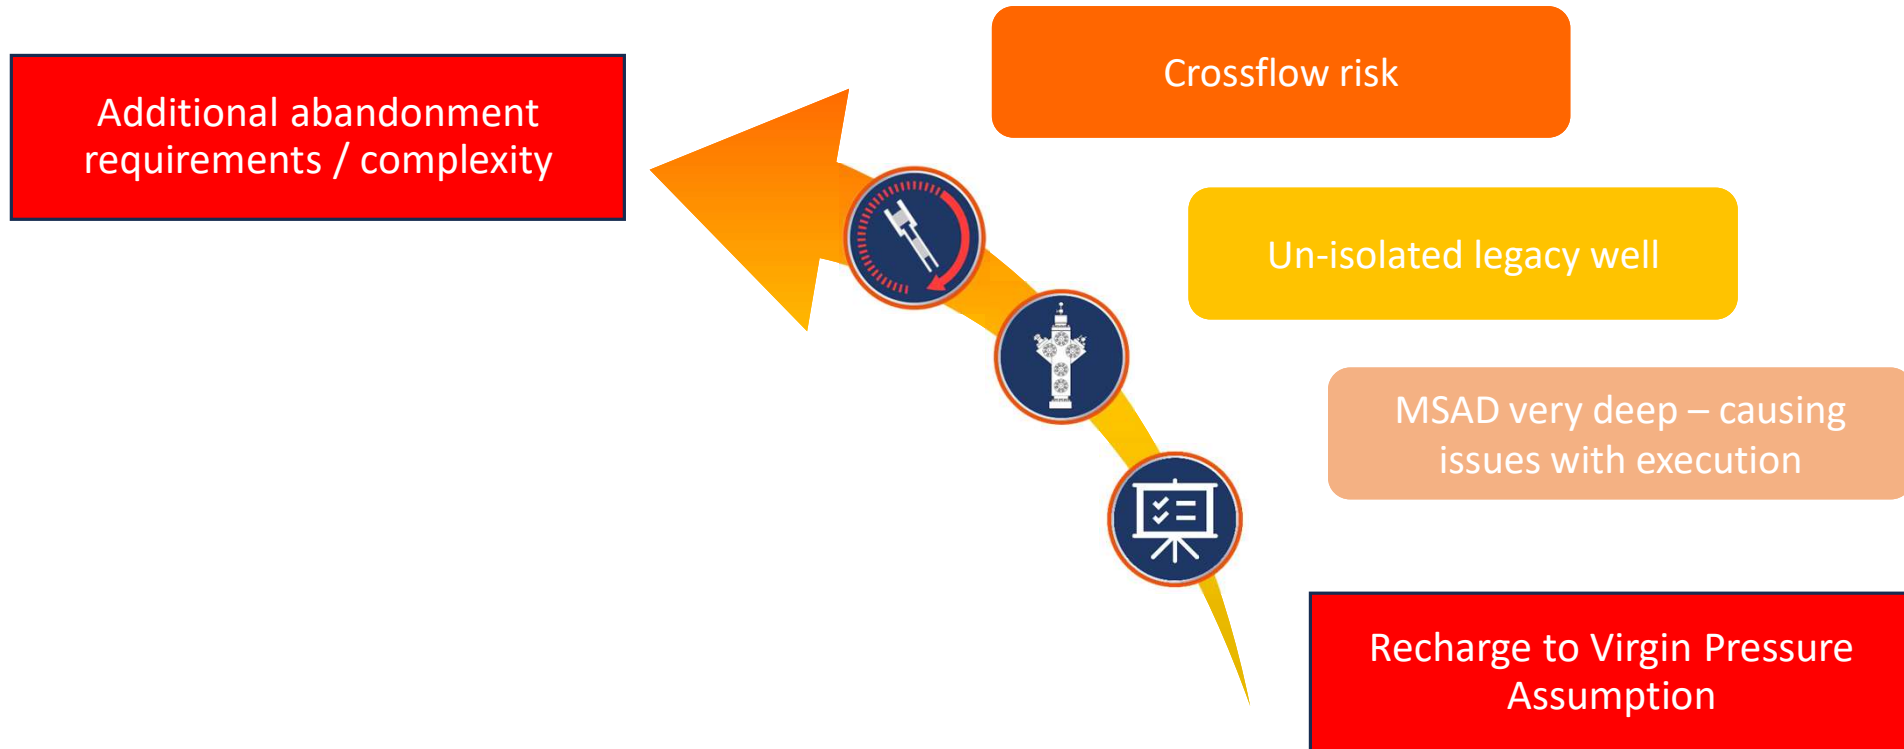 Additional abandonment
requirements / complexity
Crossflow risk
Un-isolated legacy well
MSAD very deep – causing
issues with execution
Recharge to Virgin Pressure
Assumption